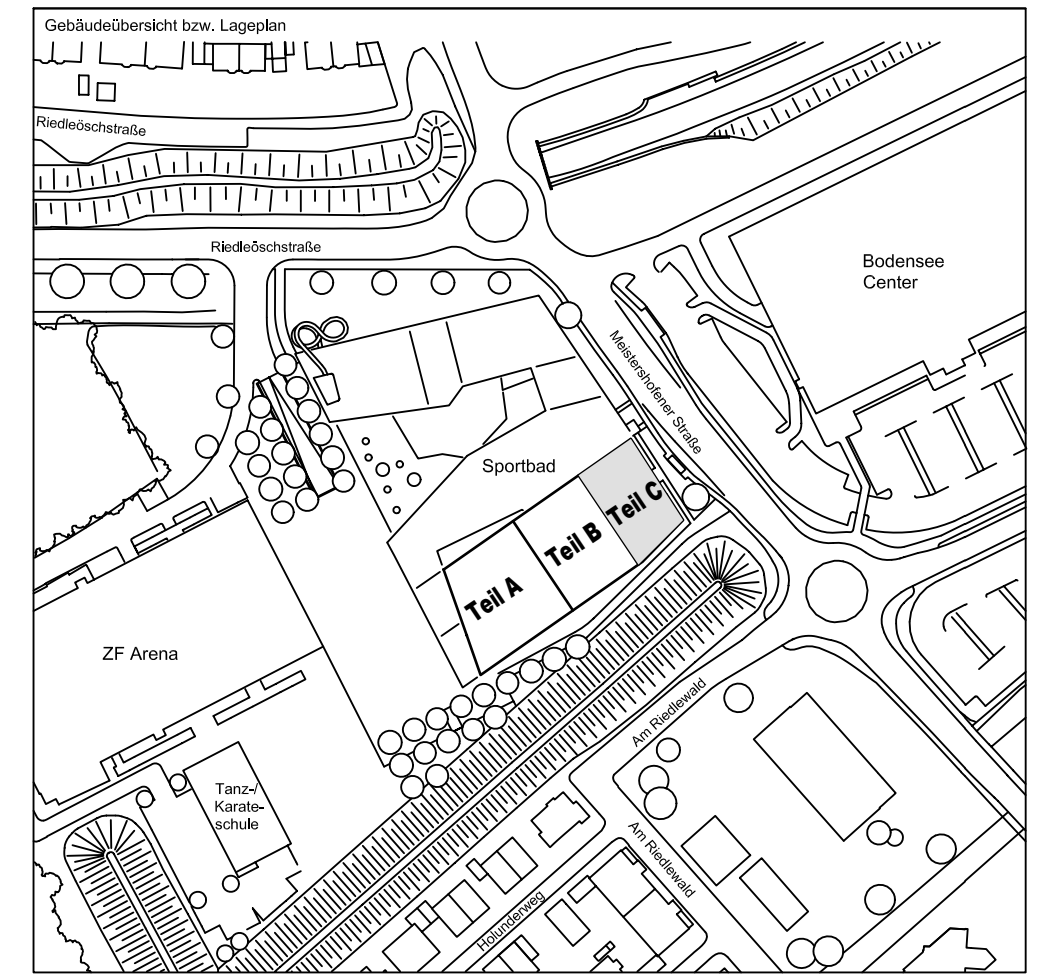 Gebäudeübersicht bzw. Lageplan
Riedleöschstraße
Riedleöschstraße
Bodensee
Center
Meistershofener Straße
Sportbad
Teil C
Teil B
Teil A
ZF Arena
Am Riedlewald
Tanz-/
Karate-
schule
Am Riedlewald
Holunderweg